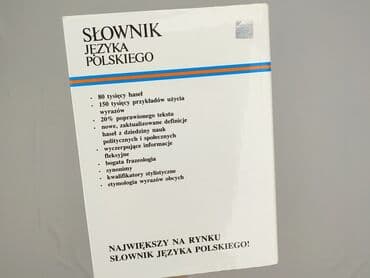 SŁOWNIK
JĘZYKA
POLSKIEGO
· 80 tysięcy haseł
· 150 tysięcy przykładów użycia
wyrazów
· 20% poprawionego tekstu
· nowe, zaktualizowane definicje
haseł z dziedziny nauk
politycznych i społecznych
· wyczerpujące informacje
fleksyjne
· bogata frazeologia
· synonimy
· kwalifikatory stylistyczne
· etymologia wyrazów obcych
NAJWIĘKSZY NA RYNKU
SŁOWNIK JĘZYKA POLSKIEGO!